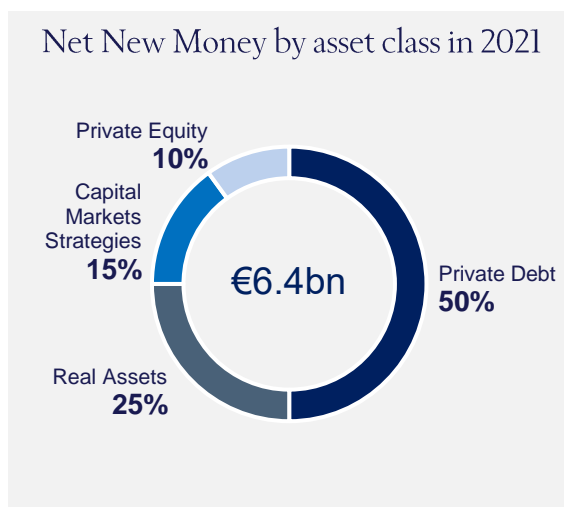 Net New Money by asset class in 2021
Private Equity
10%
Capital
Markets
Strategies
15%
€6.4bn
Private Debt
50%
Real Assets
25%